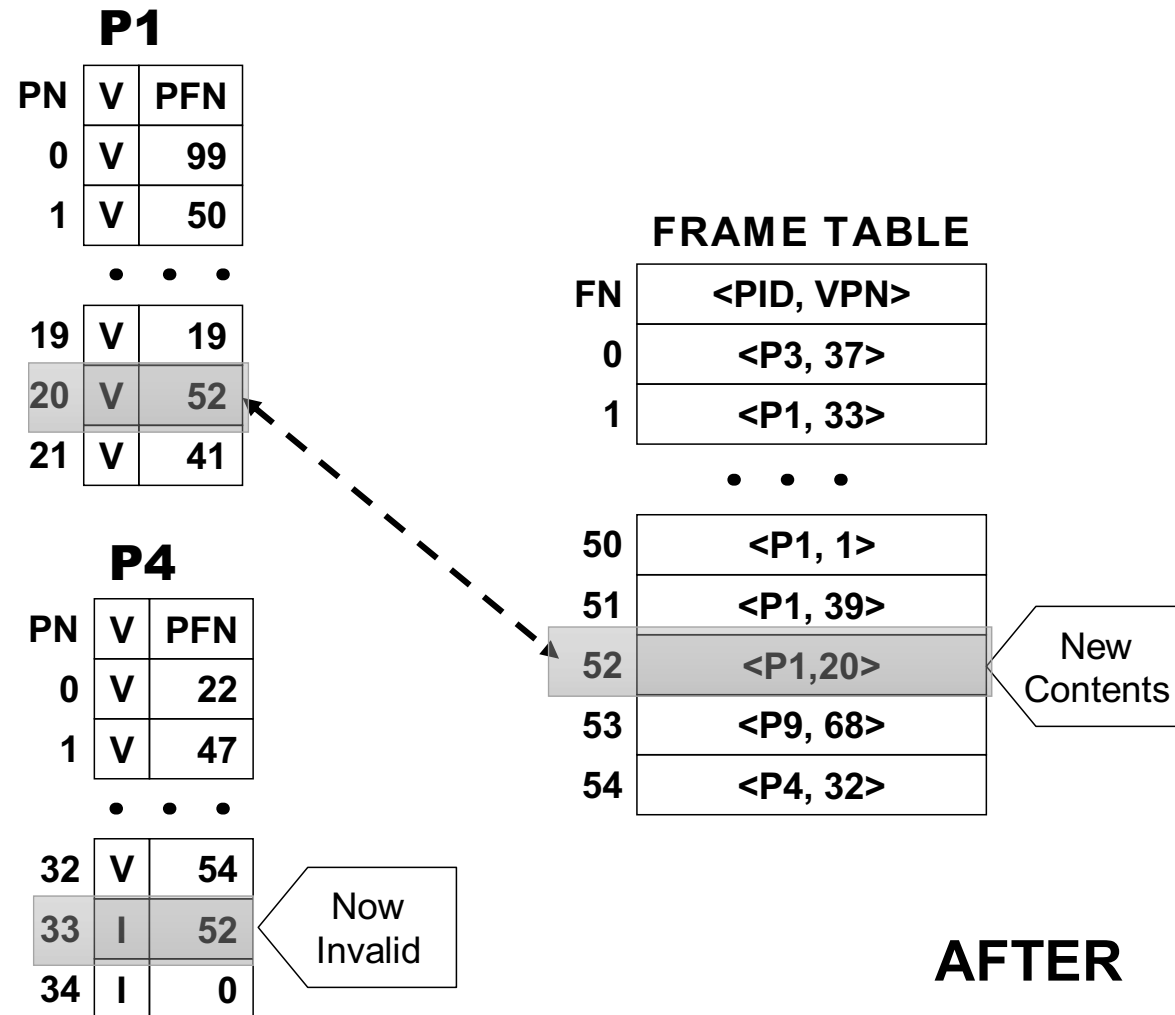 P1
PN V PFN
0 V 99
1 V 50
• • •
19 V 19
20 V 52
21 V 41
P4
PN V PFN
0 V 22
1 V 47
• • •
32 V 54
33 I 52
34 I 0
Now
Invalid
FRAME TABLE
FN <PID, VPN>
0 <P3, 37>
1 <P1, 33>
• • •
50 <P1, 1>
51 <P1, 39>
52 <P1,20>
53 <P9, 68>
54 <P4, 32>
New
Contents
AFTER